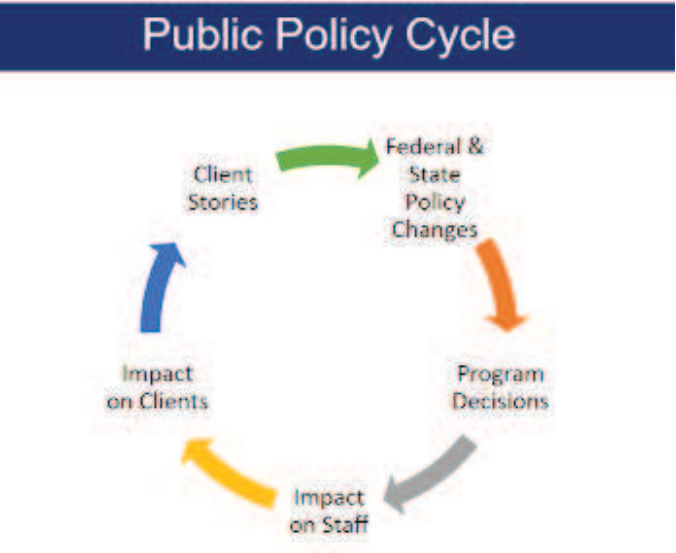 Public Policy Cycle
Federal &
State
Policy
Changes
Program
Decisions
Impact
on Staff
Impact
on Clients
Client
Stories